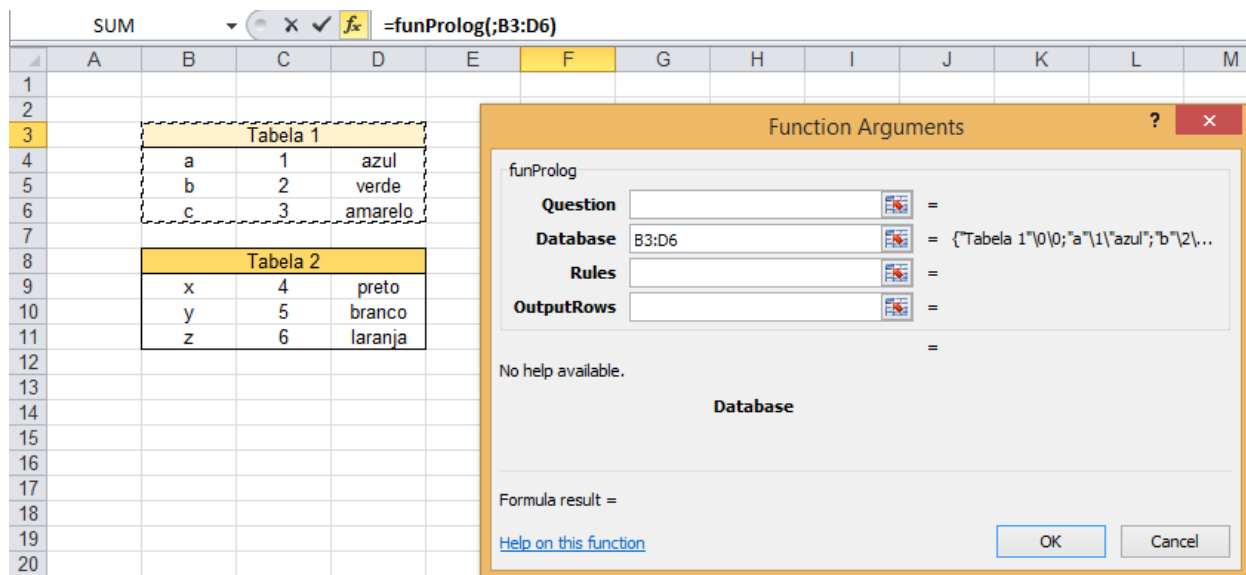 SUM fx =funProlog(;B3:D6)
A B C D E F G H I J K L M
1
2
3 Tabela 1
4 a 1 azul
5 b 2 verde
6 c 3 amarelo
7
8 Tabela 2
9 x 4 preto
10 y 5 branco
11 z 6 laranja
12
13
14
15
16
17
18
19
20
Function Arguments ? ×
funProlog
Question =
Database B3:D6 = {"Tabela 1"\0\0;"a"\1\"azul";"b"\2\...
Rules =
OutputRows =
=
No help available.
Database
Formula result =
Help on this function OK Cancel